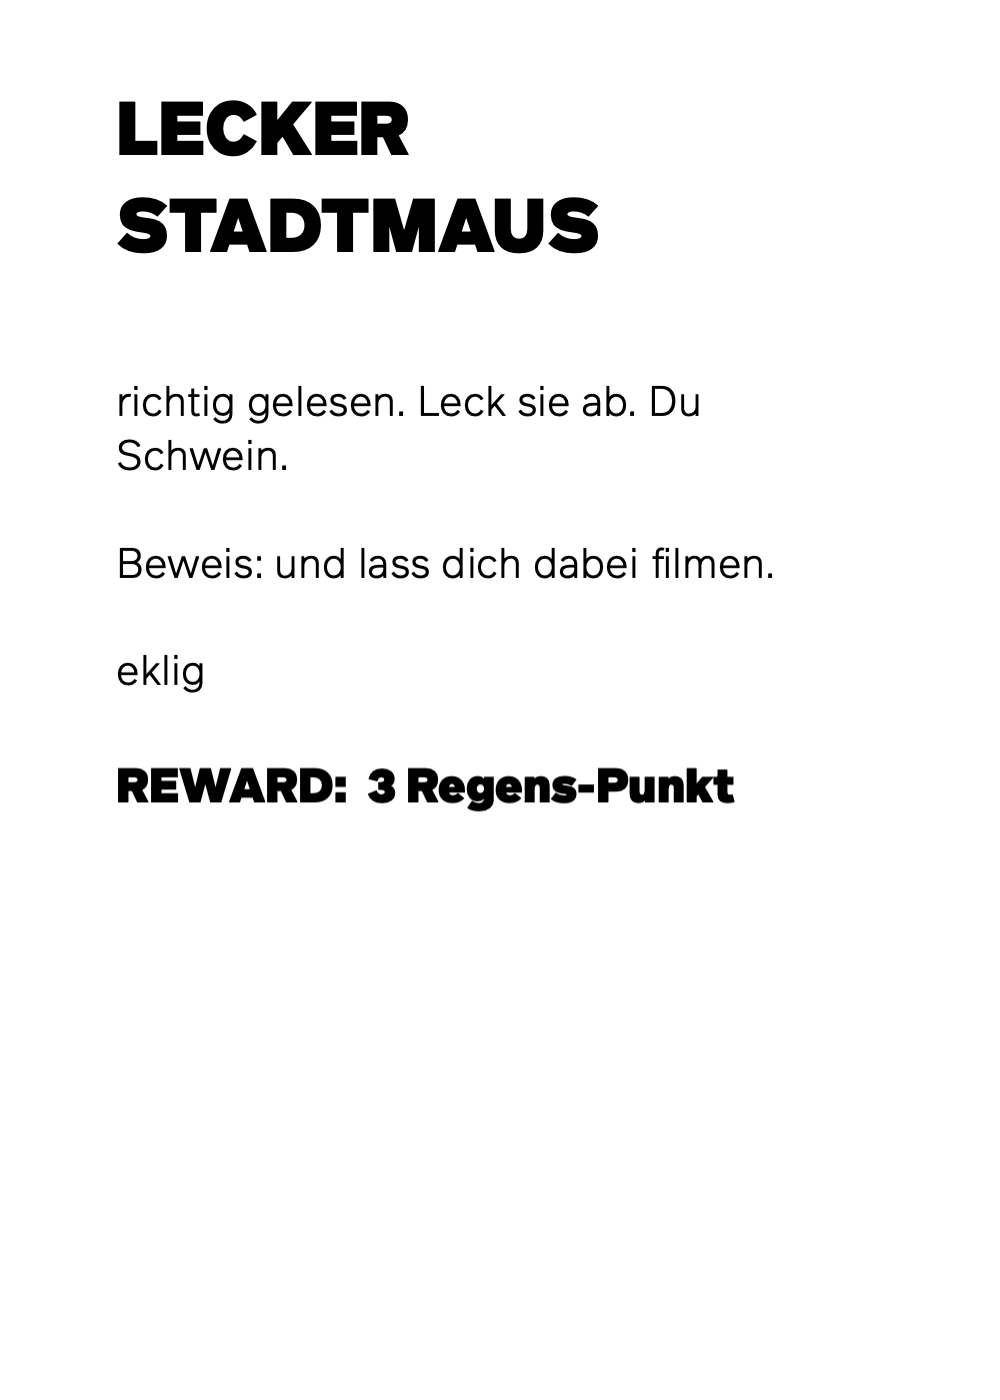 LECKER
STADTMAUS
richtig gelesen. Leck sie ab. Du
Schwein.
Beweis: und lass dich dabei filmen.
eklig
REWARD: 3 Regens-Punkt